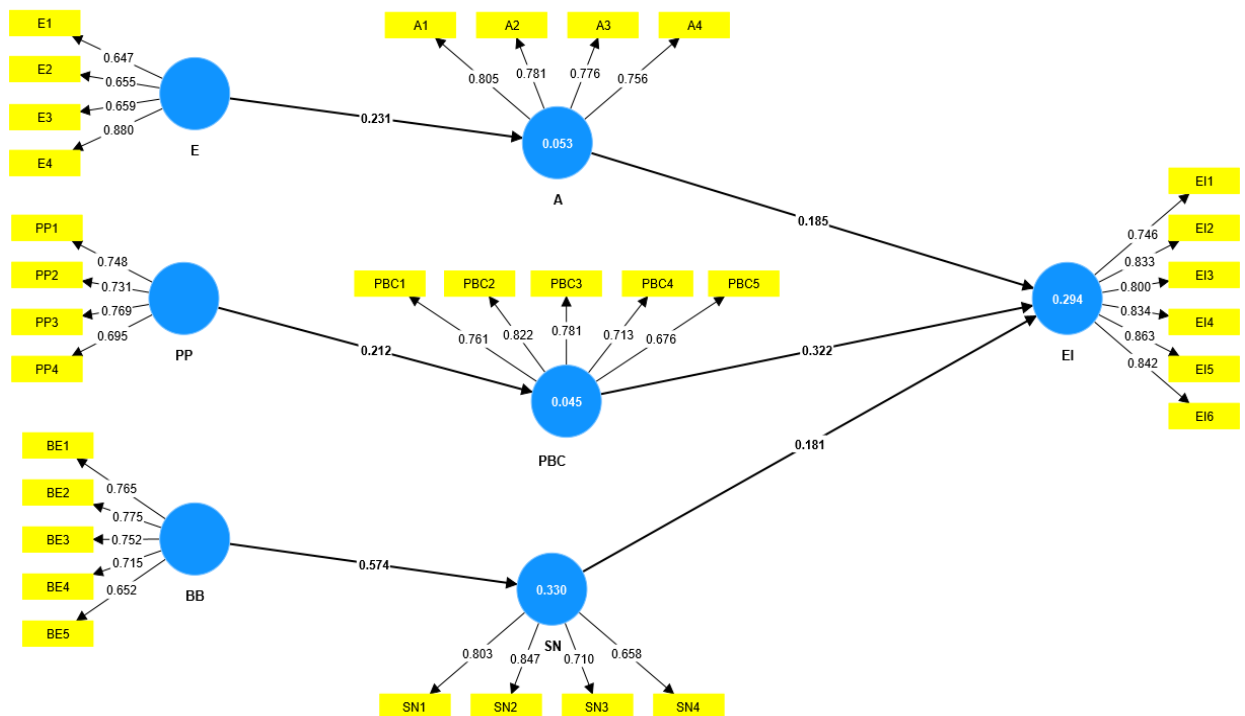 E1
E2
E3
E4
0.647
0.655
0.659
0.880
E
0.231
A1
A2
A3
A4
0.805
0.781
0.776
0.756
0.053
A
0.185
PP1
PP2
PP3
PP4
0.748
0.731
0.769
0.695
PP
0.212
PBC1
PBC2
PBC3
PBC4
PBC5
0.761
0.822
0.781
0.713
0.676
0.045
PBC
0.322
BE1
BE2
BE3
BE4
BE5
0.765
0.775
0.752
0.715
0.652
BB
0.574
0.330
SN
0.803
0.847
0.710
0.658
SN1
SN2
SN3
SN4
0.181
0.294
EI
0.746
0.833
0.800
0.834
0.863
0.842
EI1
EI2
EI3
EI4
EI5
EI6